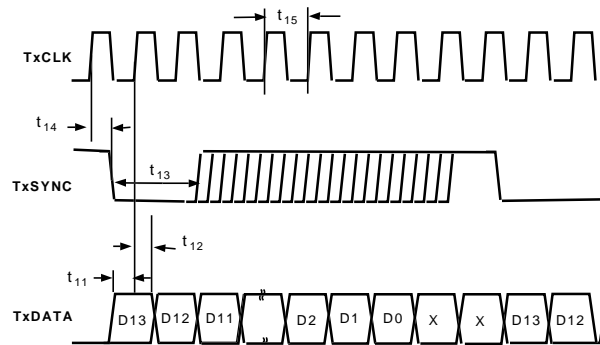 t15
TxCLK
t14
t13
TxSYNC
t12
t11
TxDATA
D13 D12 D11 D2 D1 D0 X X D13 D12